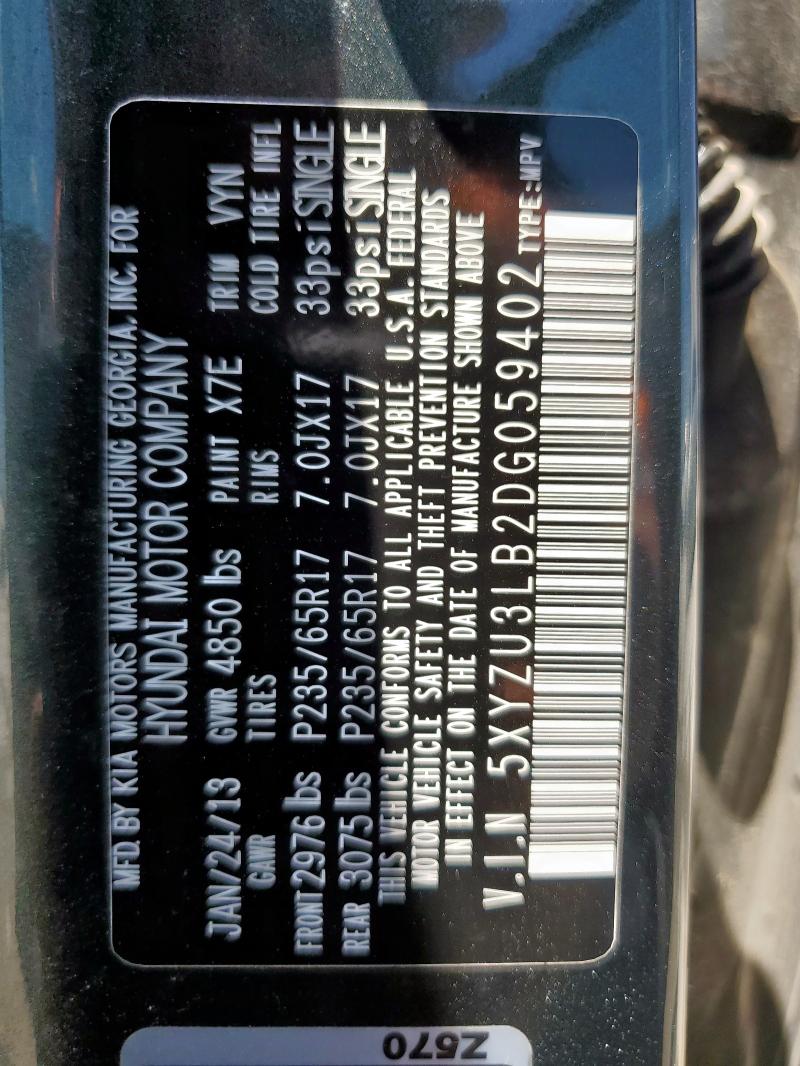 MFD. BY KIA MOTORS MANUFACTURING GEORGIA, INC. FOR
HYUNDAI MOTOR COMPANY
JAN/24/13 GVWR 4850 lbs PAINT X7E TRIM VYN
GAWR TIRES RIMS COLD TIRE INFL
FRONT 2976 lbs P235/65R17 7.0JX17 33psi SINGLE
REAR 3075 lbs P235/65R17 7.0JX17 33psi SINGLE
THIS VEHICLE CONFORMS TO ALL APPLICABLE U.S.A. FEDERAL
MOTOR VEHICLE SAFETY AND THEFT PREVENTION STANDARDS
IN EFFECT ON THE DATE OF MANUFACTURE SHOWN ABOVE
V.I.N 5XYZU3LB2DG059402 TYPE:MPV
Z570